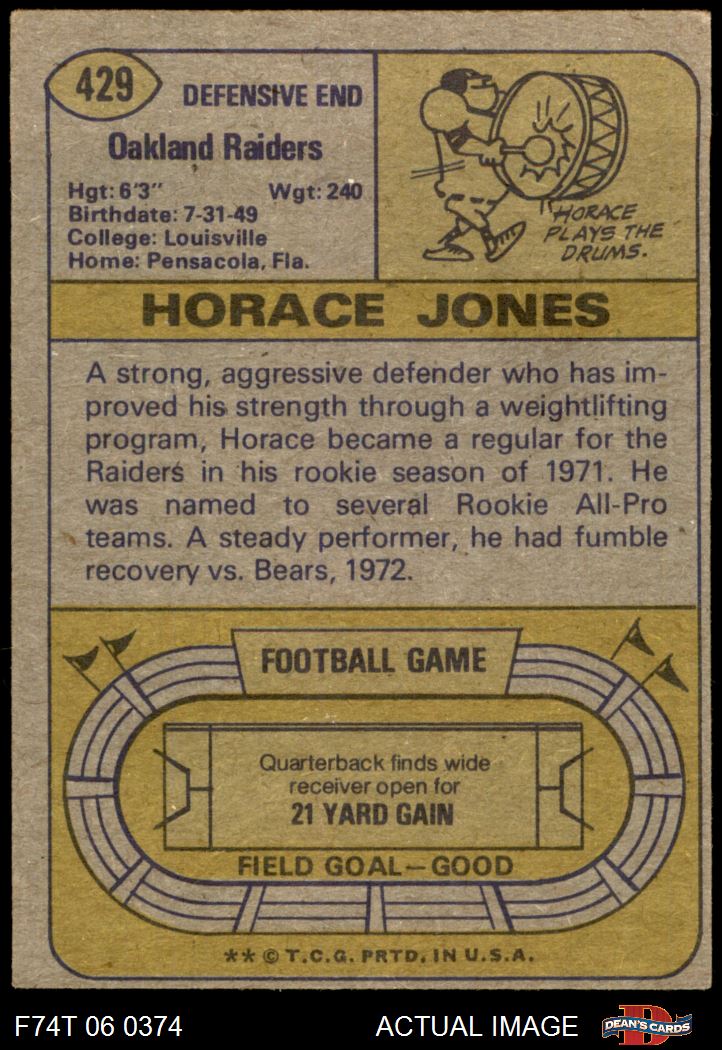 429
DEFENSIVE END
Oakland Raiders
Hgt: 6'3" Wgt: 240
Birthdate: 7-31-49
College: Louisville
Home: Pensacola, Fla.
HORACE
PLAYS THE
DRUMS.
HORACE JONES
A strong, aggressive defender who has im-
proved his strength through a weightlifting
program, Horace became a regular for the
Raiders in his rookie season of 1971. He
was named to several Rookie All-Pro
teams. A steady performer, he had fumble
recovery vs. Bears, 1972.
FOOTBALL GAME
Quarterback finds wide
receiver open for
21 YARD GAIN
FIELD GOAL—GOOD
** © T.C.G. PRTD. IN U.S.A.
F74T 06 0374 ACTUAL IMAGE
D
DEAN'S CARDS